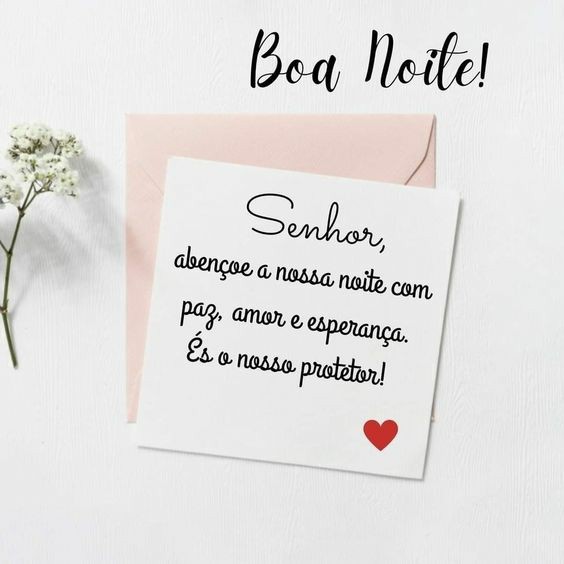 Boa Noite!
Senhor,
abençoe a nossa noite com
paz, amor e esperança.
És o nosso protetor!